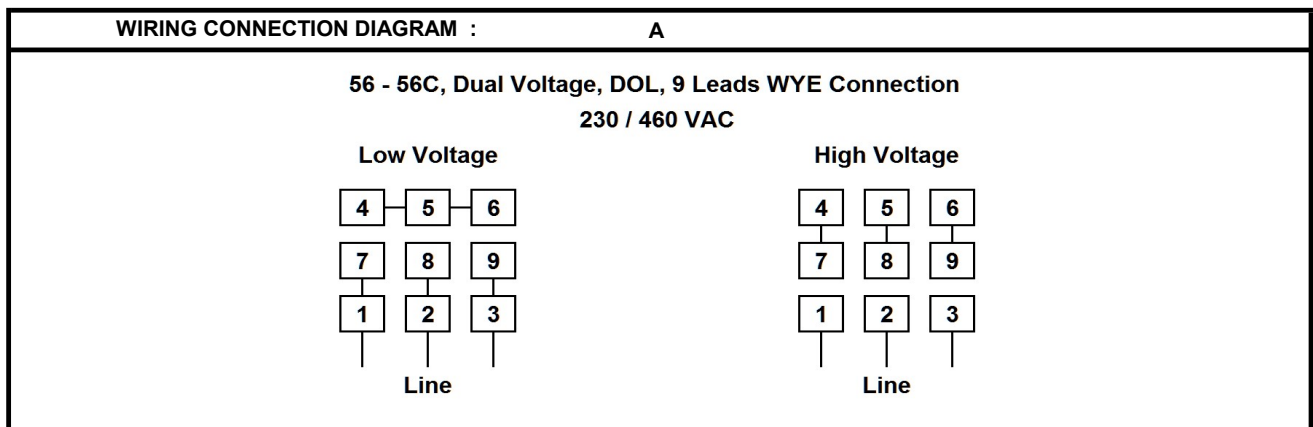 WIRING CONNECTION DIAGRAM : A
56 - 56C, Dual Voltage, DOL, 9 Leads WYE Connection
230 / 460 VAC
Low Voltage High Voltage
4 5 6 4 5 6
7 8 9 7 8 9
1 2 3 1 2 3
Line Line